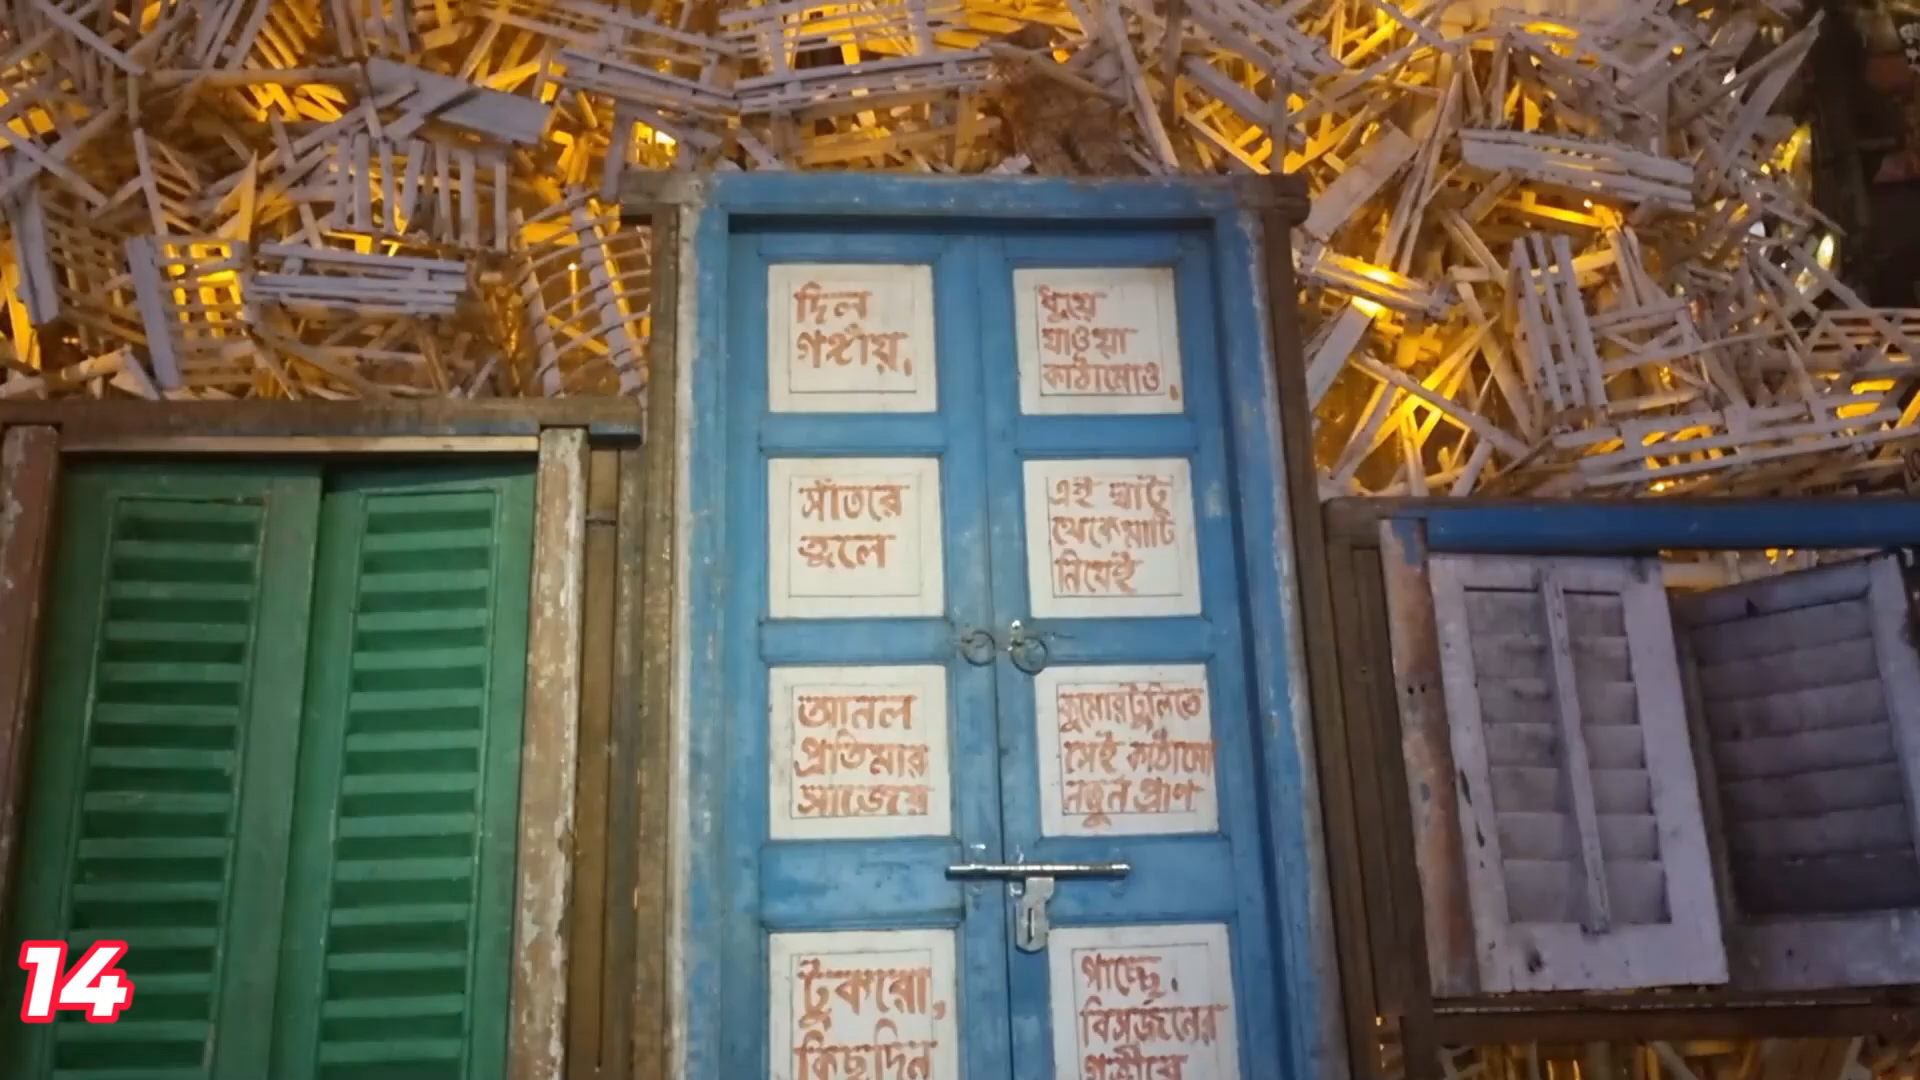 দিল
গঙ্গায়,
সাঁতরে
তুলে
আনল
প্রতিমার
সাজের
টুকরো,
কিছুদিন
ধুয়ে
যাওয়া
কাঠামোও,
এই ঘাট
থেকে মাটি
নিয়েই
কুমোরটুলিতে
সেই কাঠামো
নতুন প্রাণ
পাচ্ছে,
বিসর্জনের
14